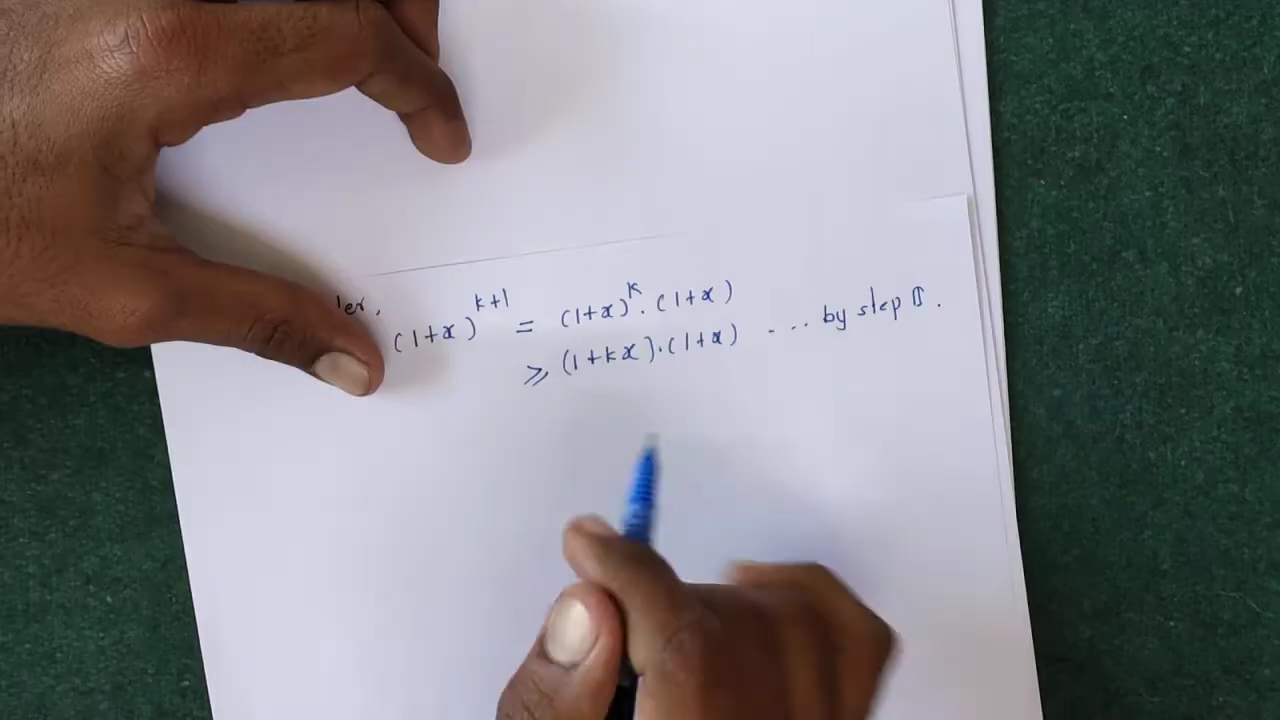 (1+x)^{k+1} = (1+x)^k . (1+x)
≥ (1+kx).(1+x) ... by step II.